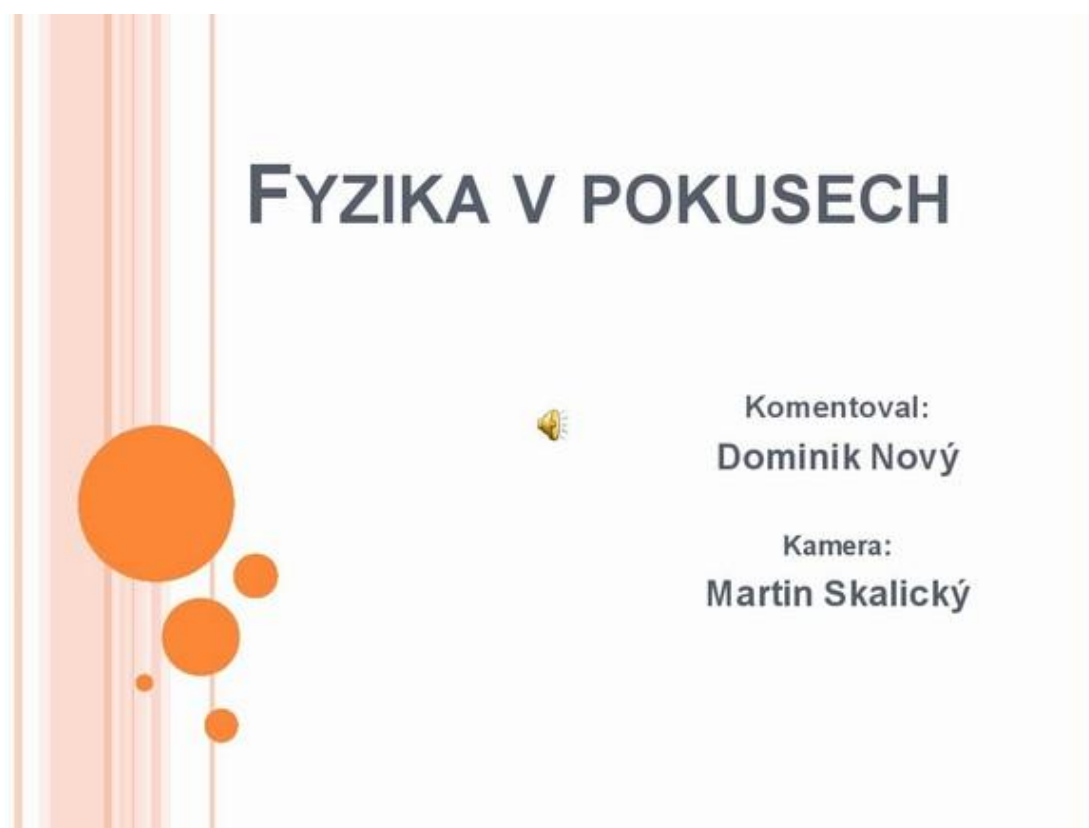 FYZIKA V POKUSECH
Komentoval:
Dominik Nový
Kamera:
Martin Skalický